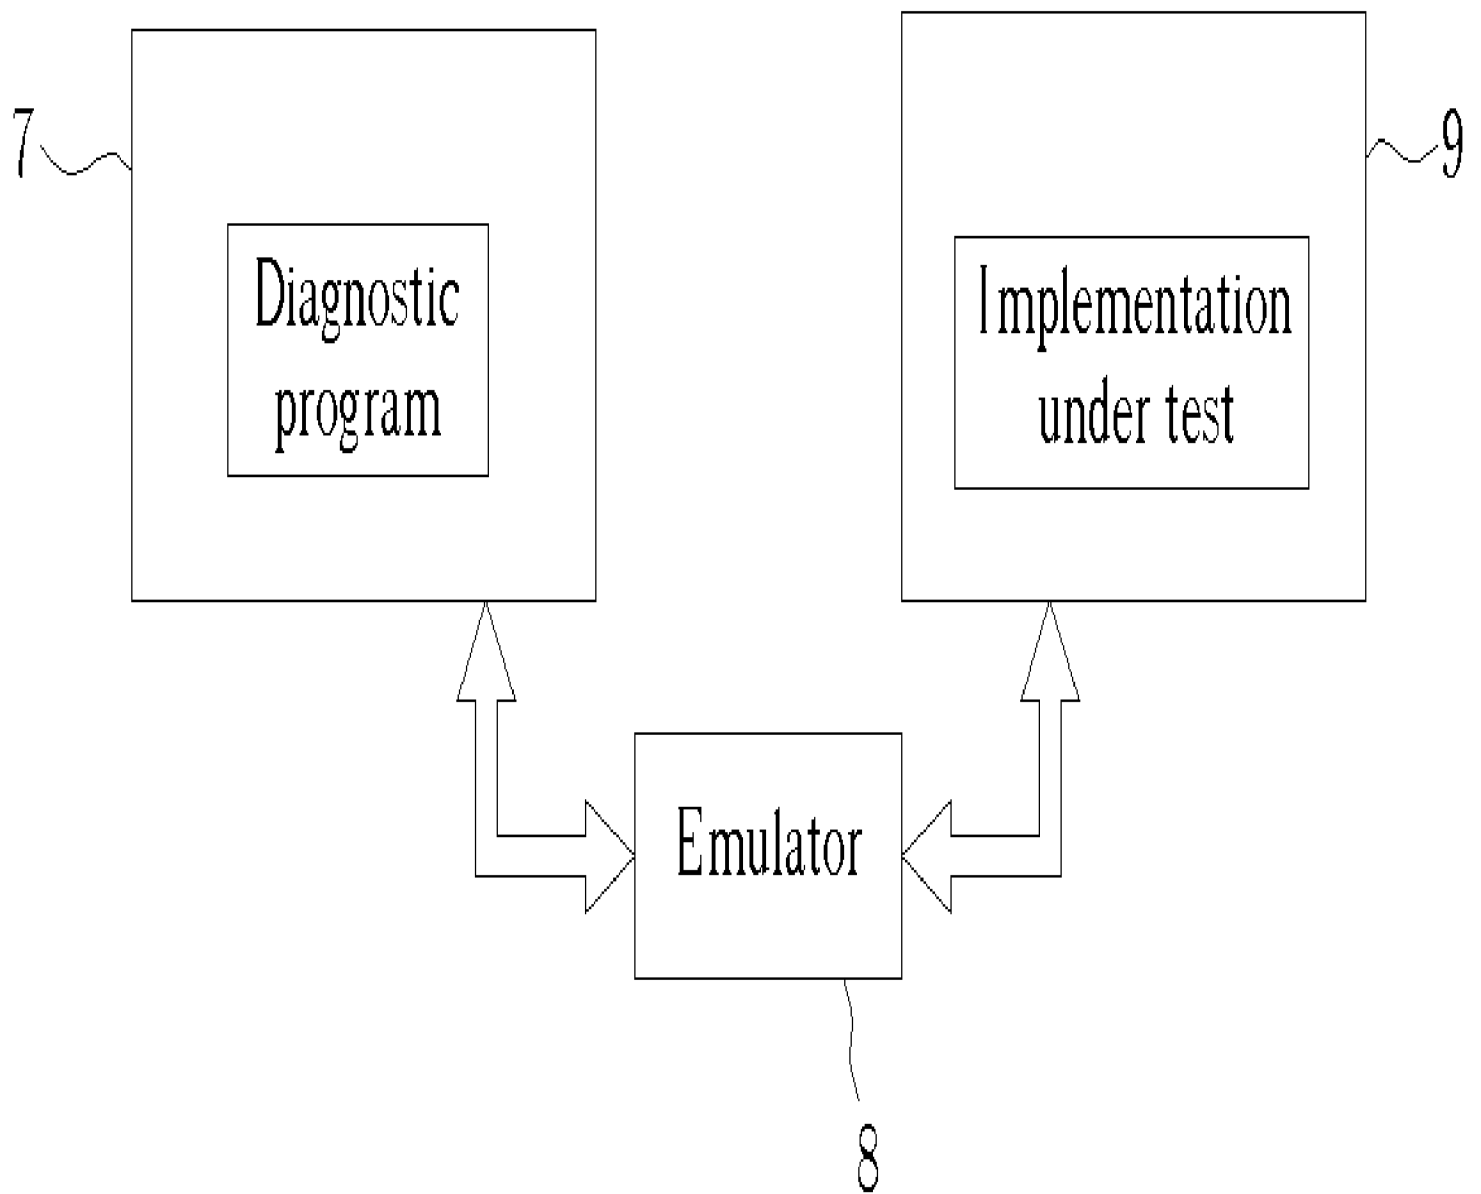 7
9
Diagnostic
program
Implementation
under test
Emulator
8